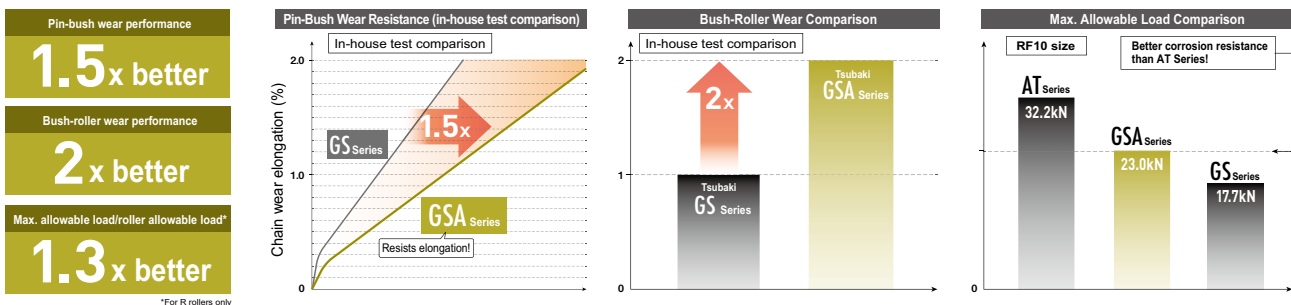 Pin-bush wear performance
1.5x better
Bush-roller wear performance
2x better
Max. allowable load/roller allowable load*
1.3x better
*For R rollers only
Pin-Bush Wear Resistance (in-house test comparison)
In-house test comparison
Chain wear elongation (%)
2.0
1.0
0
GS Series
1.5x
GSA Series
Resists elongation!
Bush-Roller Wear Comparison
In-house test comparison
2
1
0
2x
Tsubaki
GS Series
Tsubaki
GSA Series
Max. Allowable Load Comparison
RF10 size
Better corrosion resistance
than AT Series!
AT Series
32.2kN
GSA Series
23.0kN
GS Series
17.7kN
0